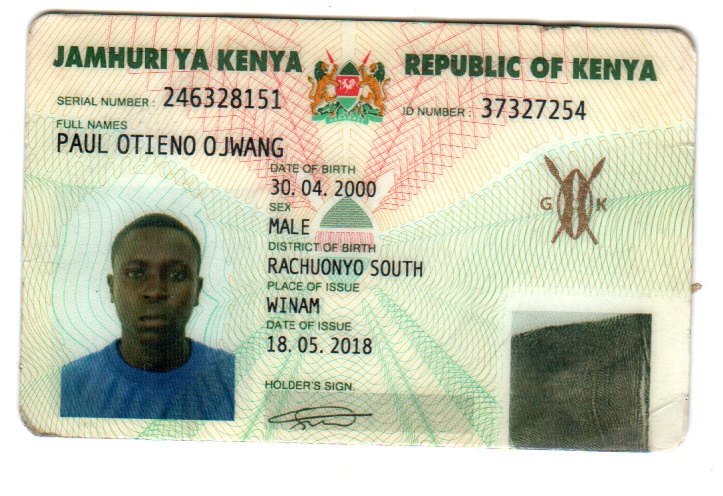 JAMHURI YA KENYA REPUBLIC OF KENYA
SERIAL NUMBER: 246328151 ID NUMBER: 37327254
FULL NAMES
PAUL OTIENO OJWANG
DATE OF BIRTH
30. 04. 2000
SEX
MALE
G K
DISTRICT OF BIRTH
RACHUONYO SOUTH
PLACE OF ISSUE
WINAM
DATE OF ISSUE
18. 05. 2018
HOLDER'S SIGN.